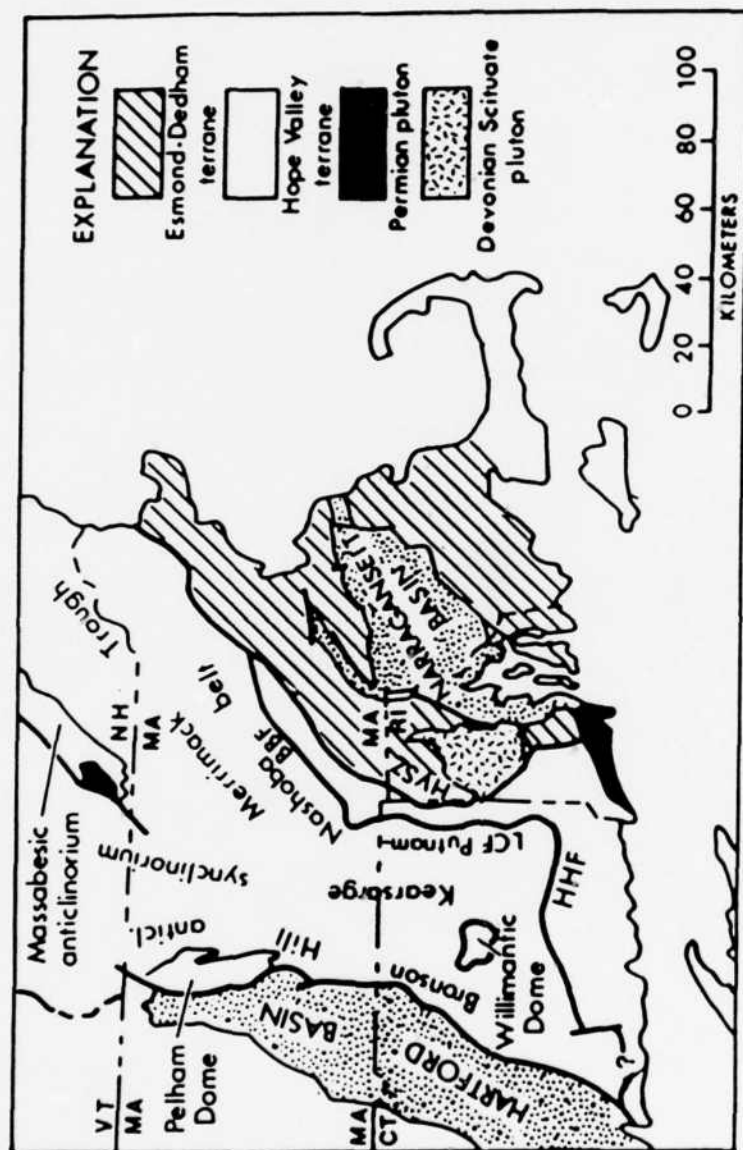 EXPLANATION
Esmond-Dedham
terrane
Hope Valley
terrane
Permian pluton
Devonian Scituate
pluton
0 20 40 60 80 100
KILOMETERS
Massabesic
anticlinorium
Trough
NH
MA
VT
MA
synclinorium
Merrimack
belt
Nashoba
BBF
anticl.
Hill
Pelham
Dome
Kearsarge
Bronson
BASIN
HARTFORD
MA
CT
MA
RI
HVSZ
NARRAGANSETT
BASIN
LCF
Putnam
HHF
Willimantic
Dome
?